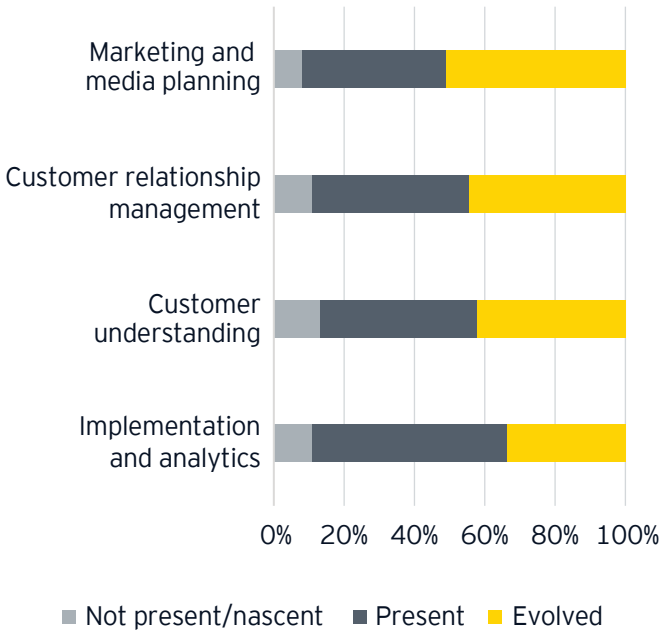 Marketing and
media planning
Customer relationship
management
Customer
understanding
Implementation
and analytics
0% 20% 40% 60% 80% 100%
Not present/nascent Present Evolved